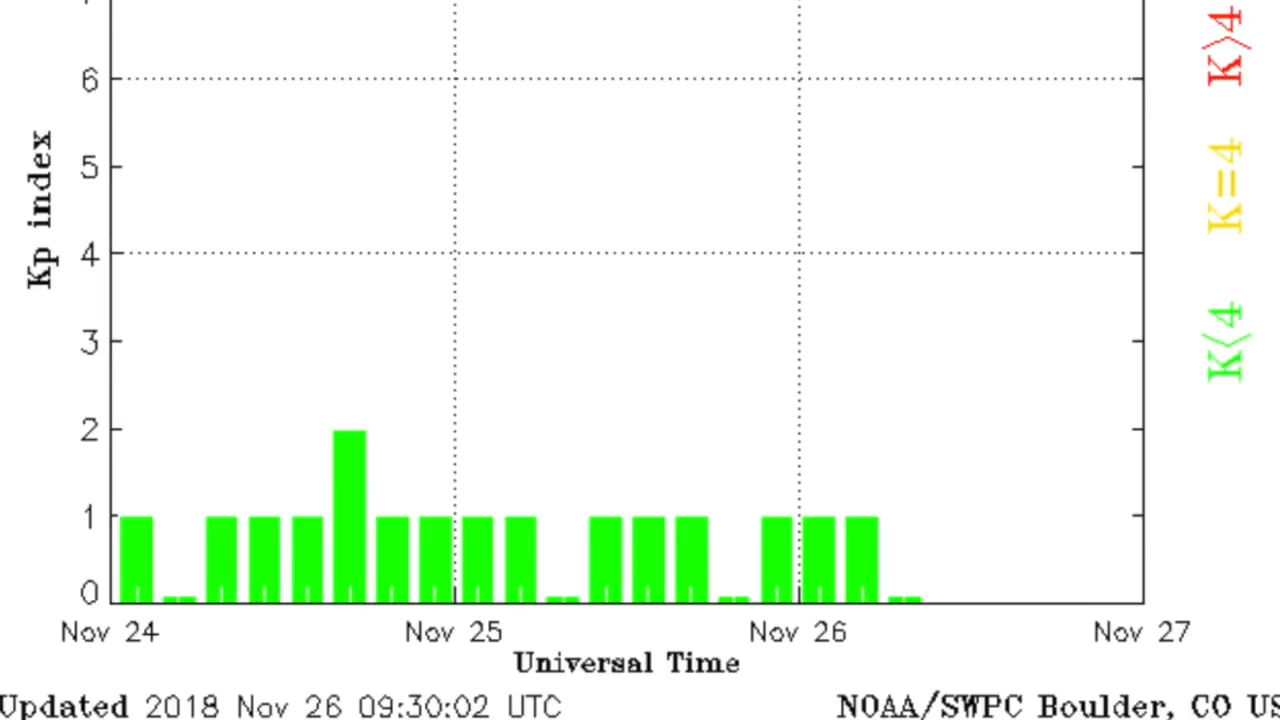 6
5
4
3
2
1
0
Kp index
K<4 K=4 K>4
Nov 24 Nov 25 Nov 26 Nov 27
Universal Time
Updated 2018 Nov 26 09:30:02 UTC
NOAA/SWPC Boulder, CO US